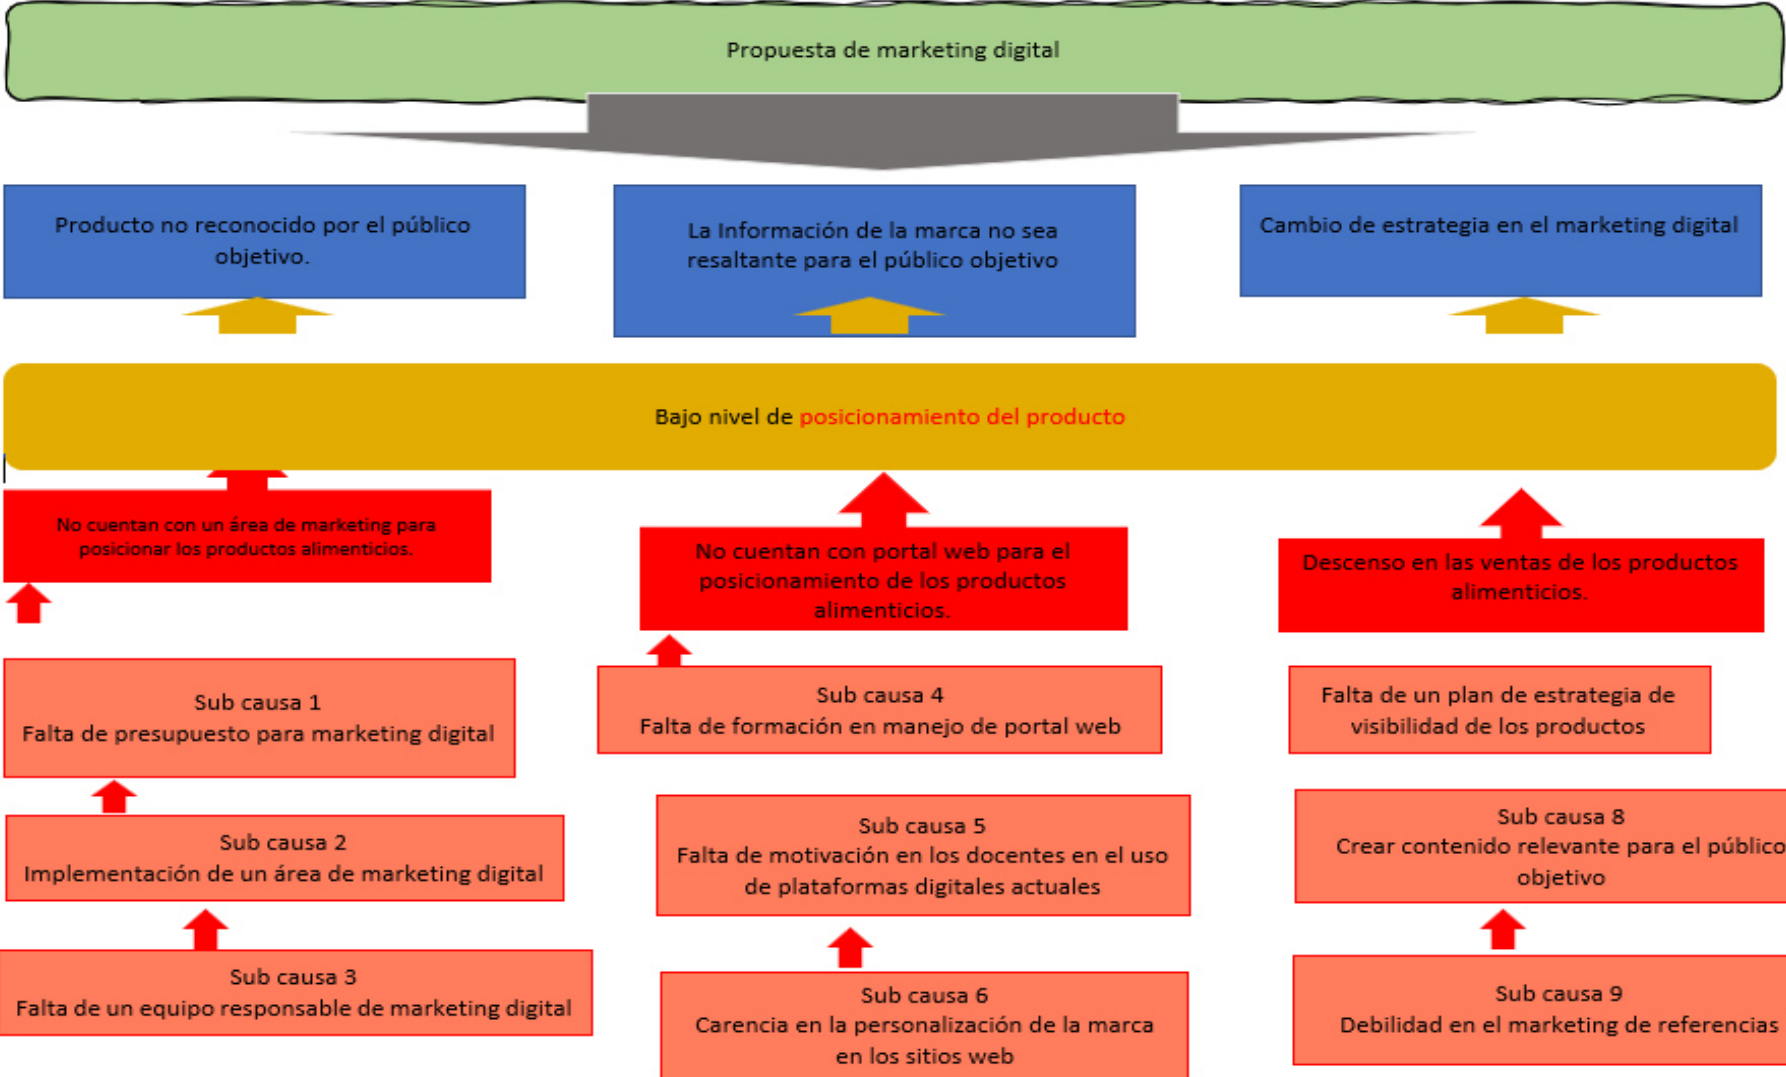 Propuesta de marketing digital
Producto no reconocido por el público
objetivo.
La Información de la marca no sea
resaltante para el público objetivo
Cambio de estrategia en el marketing digital
Bajo nivel de posicionamiento del producto
No cuentan con un área de marketing para
posicionar los productos alimenticios.
No cuentan con portal web para el
posicionamiento de los productos
alimenticios.
Descenso en las ventas de los productos
alimenticios.
Sub causa 1
Falta de presupuesto para marketing digital
Sub causa 4
Falta de formación en manejo de portal web
Falta de un plan de estrategia de
visibilidad de los productos
Sub causa 2
Implementación de un área de marketing digital
Sub causa 5
Falta de motivación en los docentes en el uso
de plataformas digitales actuales
Sub causa 8
Crear contenido relevante para el público
objetivo
Sub causa 3
Falta de un equipo responsable de marketing digital
Sub causa 6
Carencia en la personalización de la marca
en los sitios web
Sub causa 9
Debilidad en el marketing de referencias